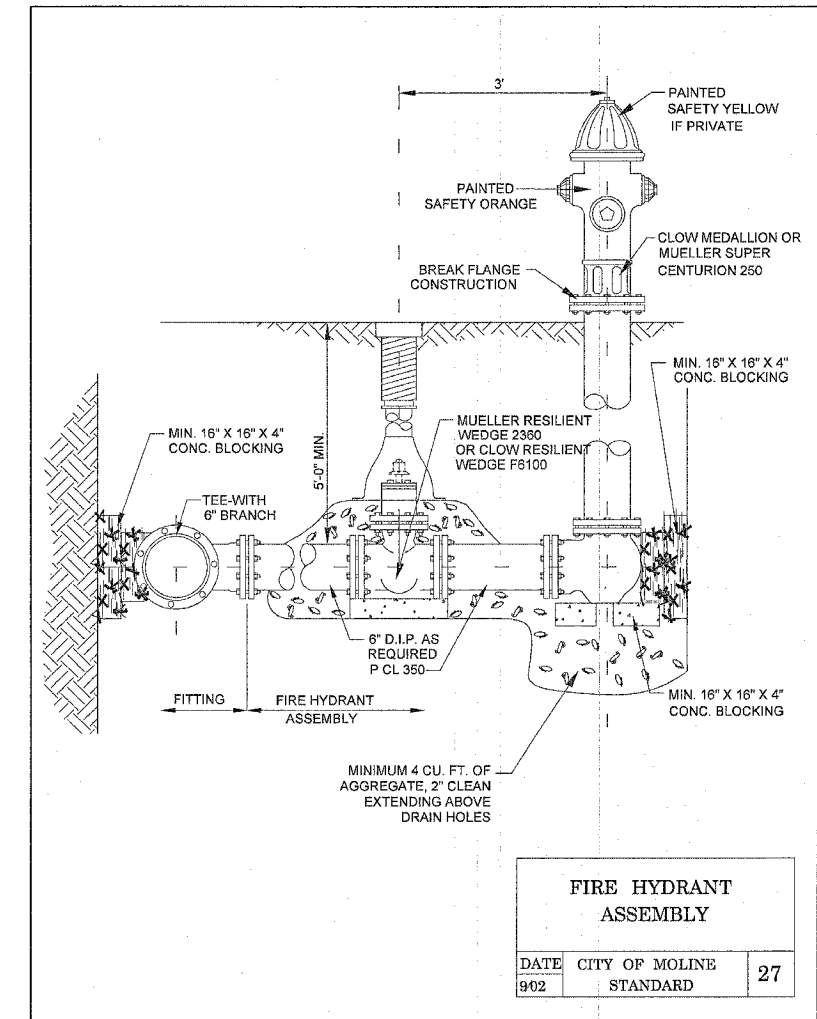 3'
PAINTED
SAFETY YELLOW
IF PRIVATE
PAINTED
SAFETY ORANGE
CLOW MEDALLION OR
MUELLER SUPER
CENTURION 250
BREAK FLANGE
CONSTRUCTION
MIN. 16" X 16" X 4"
CONC. BLOCKING
MIN. 16" X 16" X 4"
CONC. BLOCKING
5'-0" MIN.
MUELLER RESILIENT
WEDGE 2360
OR CLOW RESILIENT
WEDGE F6100
TEE-WITH
6" BRANCH
6" D.I.P. AS
REQUIRED
P CL 350
FITTING
FIRE HYDRANT
ASSEMBLY
MIN. 16" X 16" X 4"
CONC. BLOCKING
MINIMUM 4 CU. FT. OF
AGGREGATE, 2" CLEAN
EXTENDING ABOVE
DRAIN HOLES
FIRE HYDRANT
ASSEMBLY
DATE
9/02
CITY OF MOLINE
STANDARD
27